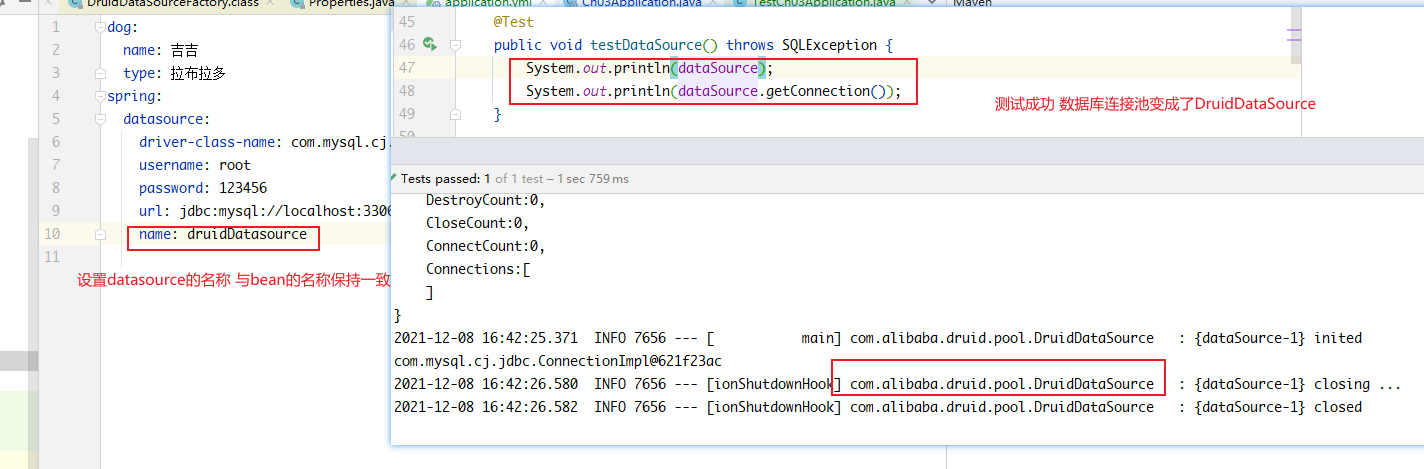 DruidDataSourceFactory.class
Properties.java
application.yml
Ch03Application.java
TestCh03Application.java
Maven
1 dog:
2 name: 吉吉
3 type: 拉布拉多
4 spring:
5 datasource:
6 driver-class-name: com.mysql.cj.
7 username: root
8 password: 123456
9 url: jdbc:mysql://localhost:3306
10 name: druidDatasource
11
设置datasource的名称 与bean的名称保持一致
45 @Test
46 public void testDataSource() throws SQLException {
47 System.out.println(dataSource);
48 System.out.println(dataSource.getConnection());
49 }
50
测试成功 数据库连接池变成了DruidDataSource
Tests passed: 1 of 1 test – 1 sec 759 ms
DestroyCount:0,
CloseCount:0,
ConnectCount:0,
Connections:[
]
}
2021-12-08 16:42:25.371 INFO 7656 --- [ main] com.alibaba.druid.pool.DruidDataSource : {dataSource-1} inited
com.mysql.cj.jdbc.ConnectionImpl@621f23ac
2021-12-08 16:42:26.580 INFO 7656 --- [ionShutdownHook] com.alibaba.druid.pool.DruidDataSource : {dataSource-1} closing ...
2021-12-08 16:42:26.582 INFO 7656 --- [ionShutdownHook] com.alibaba.druid.pool.DruidDataSource : {dataSource-1} closed